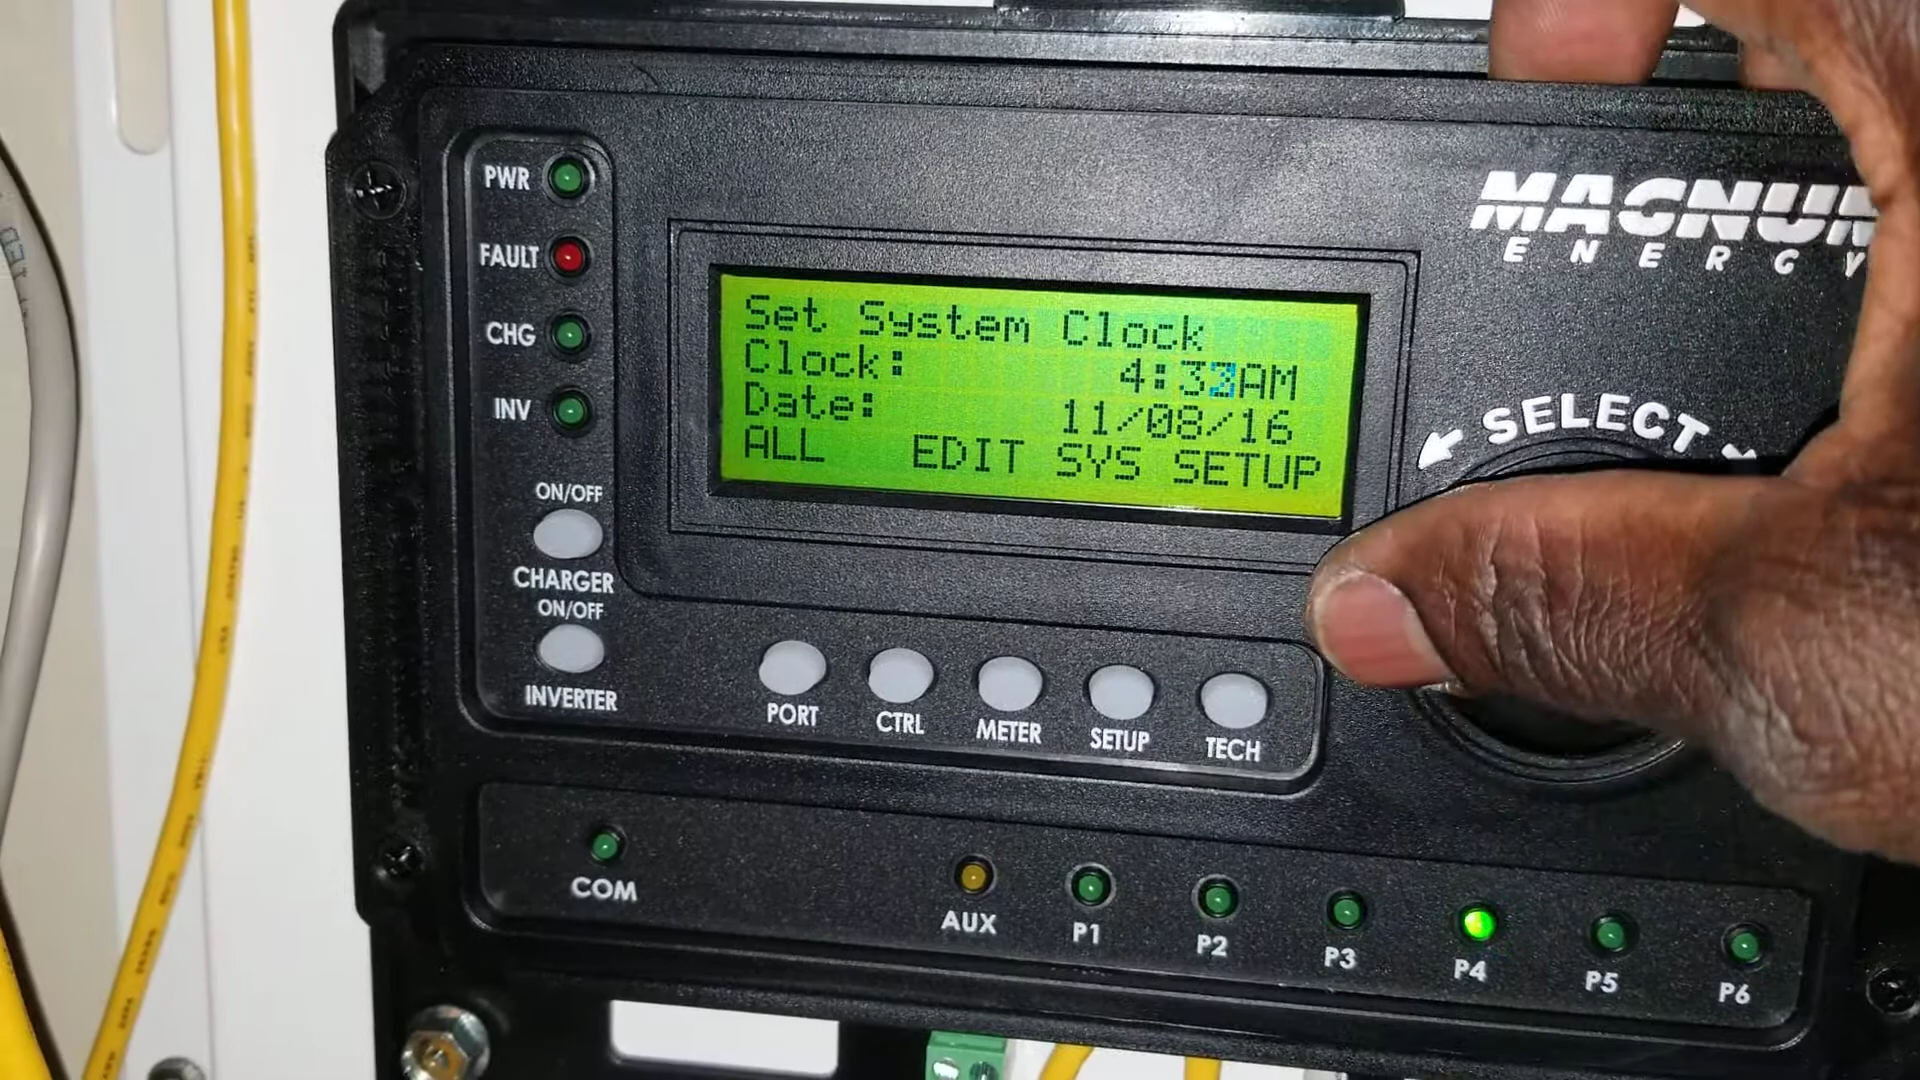 MAGNUM
ENERGY
PWR
FAULT
CHG
INV
Set System Clock
Clock: 4:32AM
Date: 11/08/16
ALL EDIT SYS SETUP
SELECT
ON/OFF
CHARGER
ON/OFF
INVERTER
PORT
CTRL
METER
SETUP
TECH
COM
AUX
P1
P2
P3
P4
P5
P6